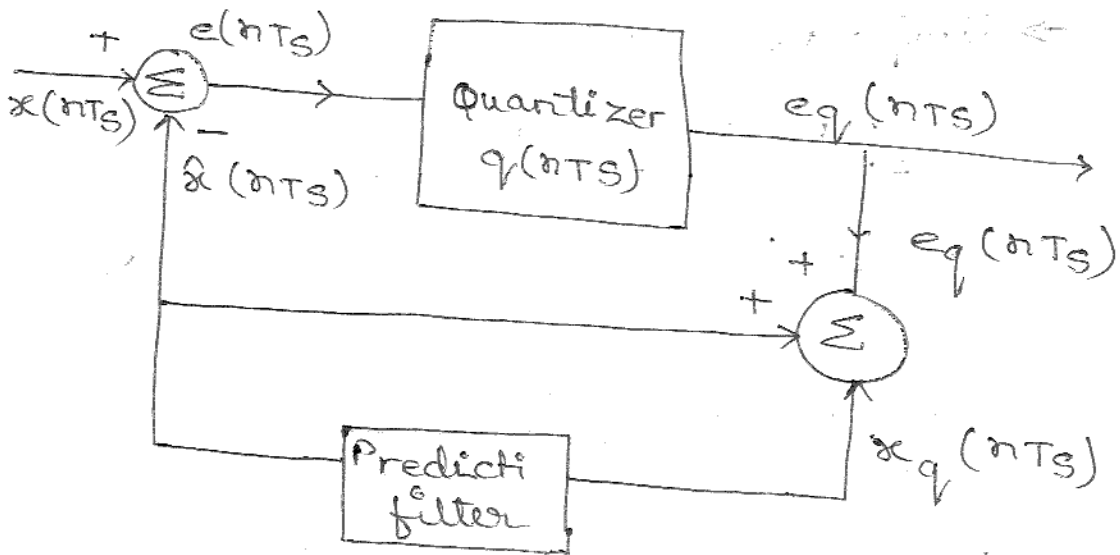 +
e(nTs)
Σ
x(nTs)
−
x̂(nTs)
Quantizer
q(nTs)
eq(nTs)
eq(nTs)
+
+
Σ
xq(nTs)
Predicti
filter